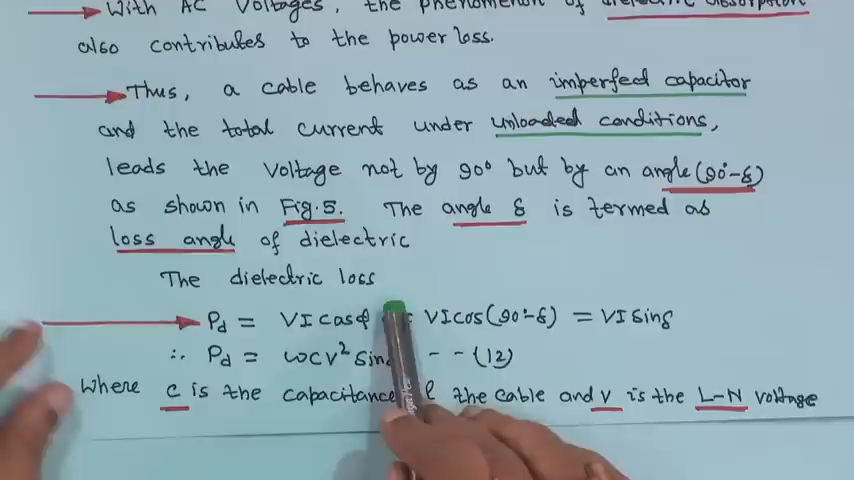 With AC Voltages, the phenomenon of dielectric absorption
also contributes to the power loss.
Thus, a cable behaves as an imperfect capacitor
and the total current under unloaded conditions,
leads the voltage not by 90° but by an angle (90°-δ)
as shown in Fig.5. The angle δ is termed as
loss angle of dielectric
The dielectric loss
Pd = VI cosφ = VI cos(90°-δ) = VI sinδ
∴ Pd = ωCV² sin -- (12)
Where C is the capacitance the cable and V is the L-N voltage